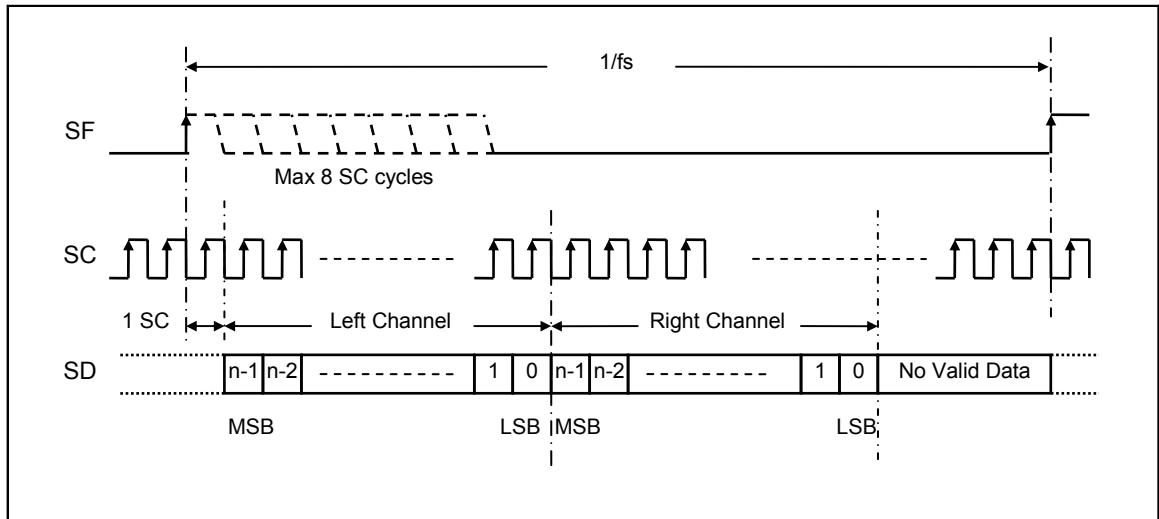 1/fs
SF
Max 8 SC cycles
SC
1 SC Left Channel Right Channel
SD n-1 n-2 1 0 n-1 n-2 1 0 No Valid Data
MSB LSB MSB LSB